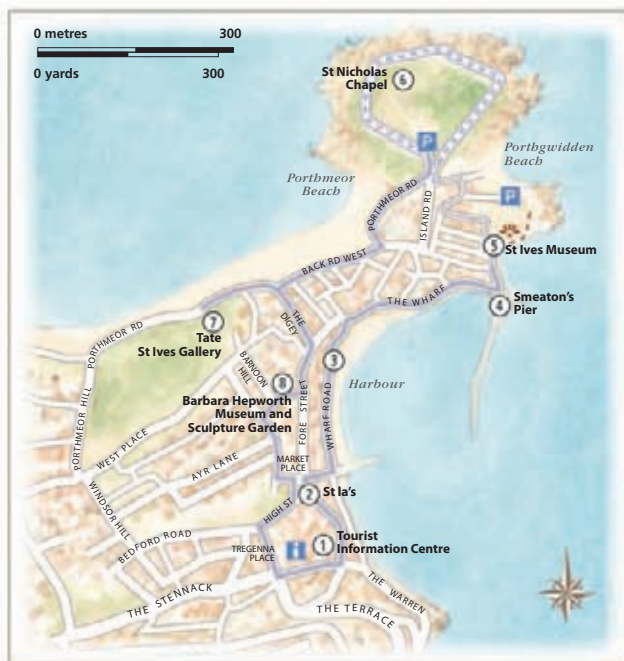 0 metres 300
0 yards 300
St Nicholas
Chapel
6
P
Porthgwidden
Beach
Porthmeor
Beach
P
PORTHMEOR RD
ISLAND RD
5
St Ives Museum
BACK RD WEST
THE WHARF
4
Smeaton's
Pier
PORTHMEOR RD
7
Tate
St Ives Gallery
THE
DIGEY
3
Harbour
BARNOON
HILL
8
Barbara Hepworth
Museum and
Sculpture Garden
FORE STREET
WHARF ROAD
PORTHMEOR HILL
WEST PLACE
AYR LANE
MARKET
PLACE
WINDSOR HILL
2
St Ia's
HIGH ST
BEDFORD ROAD
TREGENNA
PLACE
i
1
Tourist
Information Centre
THE STENNACK
THE TERRACE
THE WARREN